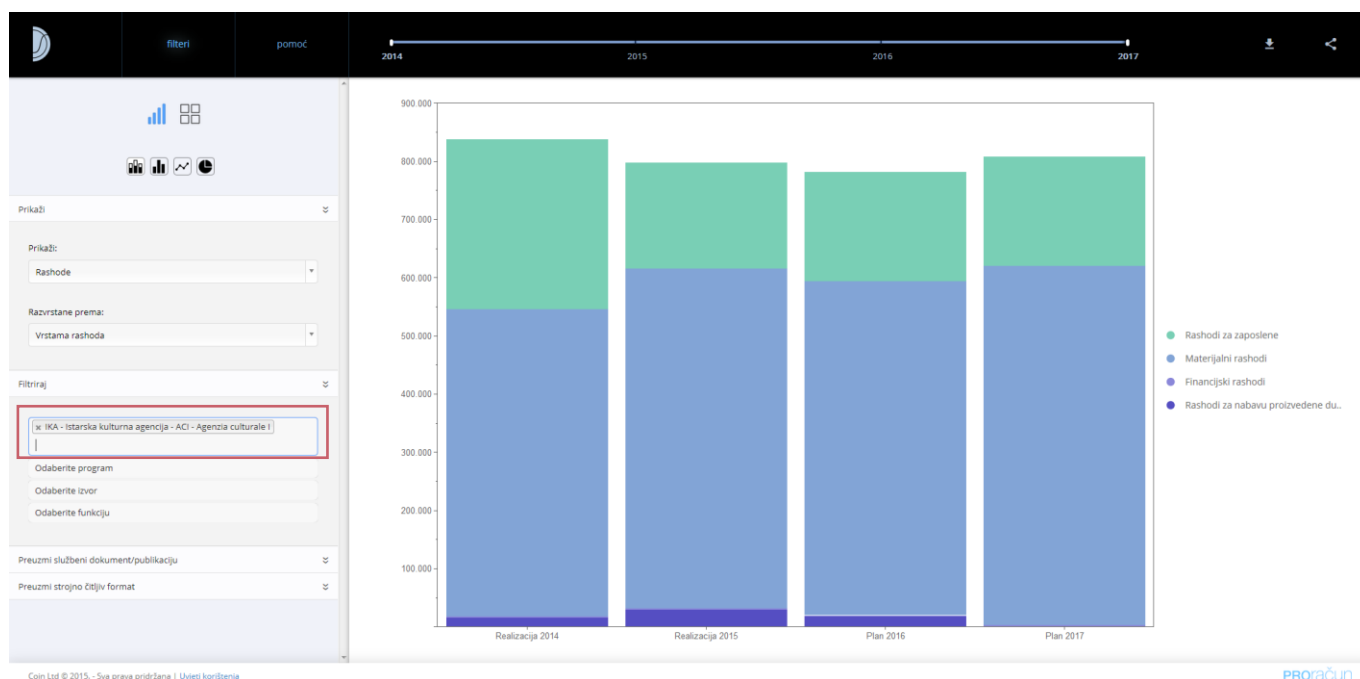 filteri
pomoć
2014
2015
2016
2017
Prikaži
Prikaži:
Rashode
Razvrstane prema:
Vrstama rashoda
Filtriraj
x IKA - Istarska kulturna agencija - ACI - Agenzia culturale I
Odaberite program
Odaberite izvor
Odaberite funkciju
Preuzmi službeni dokument/publikaciju
Preuzmi strojno čitljiv format
900.000
800.000
700.000
600.000
500.000
400.000
300.000
200.000
100.000
Realizacija 2014
Realizacija 2015
Plan 2016
Plan 2017
Rashodi za zaposlene
Materijalni rashodi
Financijski rashodi
Rashodi za nabavu proizvedene du..
Coin Ltd © 2015. - Sva prava pridržana | Uvjeti korištenja
PROračun